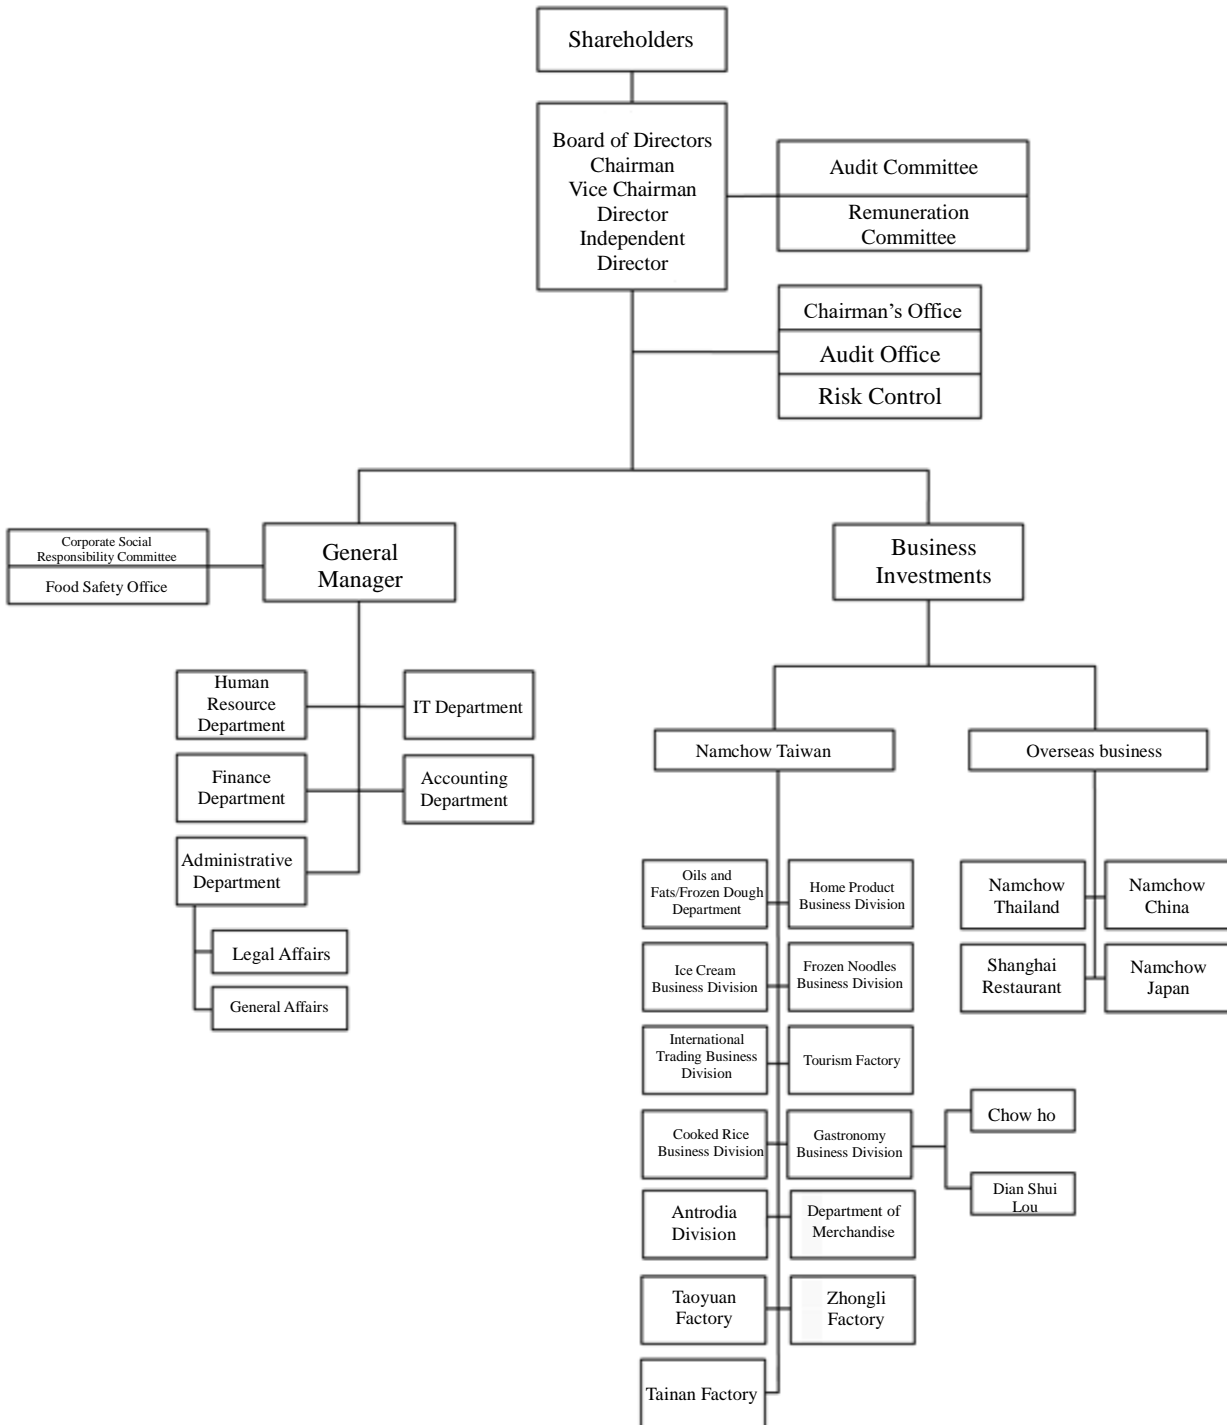 Shareholders
Board of Directors
Chairman
Vice Chairman
Director
Independent
Director
Audit Committee
Remuneration
Committee
Chairman’s Office
Audit Office
Risk Control
Corporate Social
Responsibility Committee
Food Safety Office
General
Manager
Business
Investments
Human
Resource
Department
IT Department
Finance
Department
Accounting
Department
Administrative
Department
Legal Affairs
General Affairs
Namchow Taiwan
Overseas business
Oils and
Fats/Frozen Dough
Department
Home Product
Business Division
Ice Cream
Business Division
Frozen Noodles
Business Division
International
Trading Business
Division
Tourism Factory
Cooked Rice
Business Division
Gastronomy
Business Division
Chow ho
Dian Shui
Lou
Antrodia
Division
Department of
Merchandise
Taoyuan
Factory
Zhongli
Factory
Tainan Factory
Namchow
Thailand
Namchow
China
Shanghai
Restaurant
Namchow
Japan